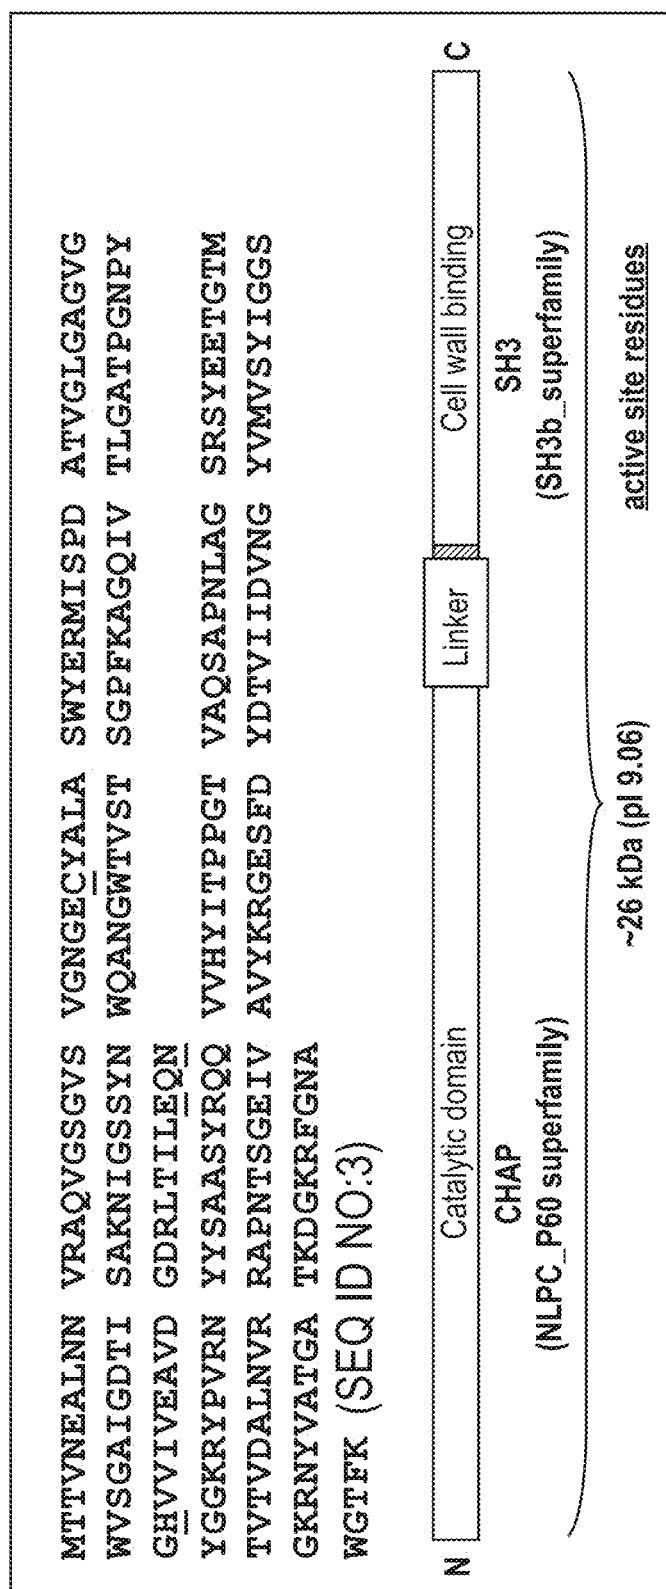 MTTVNEALNN VRAQVGSGVS VGNGECYALA SWYERMISPD ATVGLGAGVG
WVSGAIGDTI SAKNIGSSYN WQANGWTVST SGPFKAGQIV TLGATPGNPY
GHVVIVEAVD GDRLTILEQN
YGGKRYPVRN YYSAASYRQQ VVHYITPPGT VAQSAPNLAG SRSYEETGTM
TVTVDALNVR RAPNTSGEIV AVYKRGESFD YDTVIIDVNG YVMVSYIGGS
GKRNYVATGA TKDGKRFGNA
WGTFK (SEQ ID NO:3)
N Catalytic domain Linker Cell wall binding C
CHAP SH3
(NLPC_P60 superfamily) (SH3b_superfamily)
~26 kDa (pI 9.06) active site residues